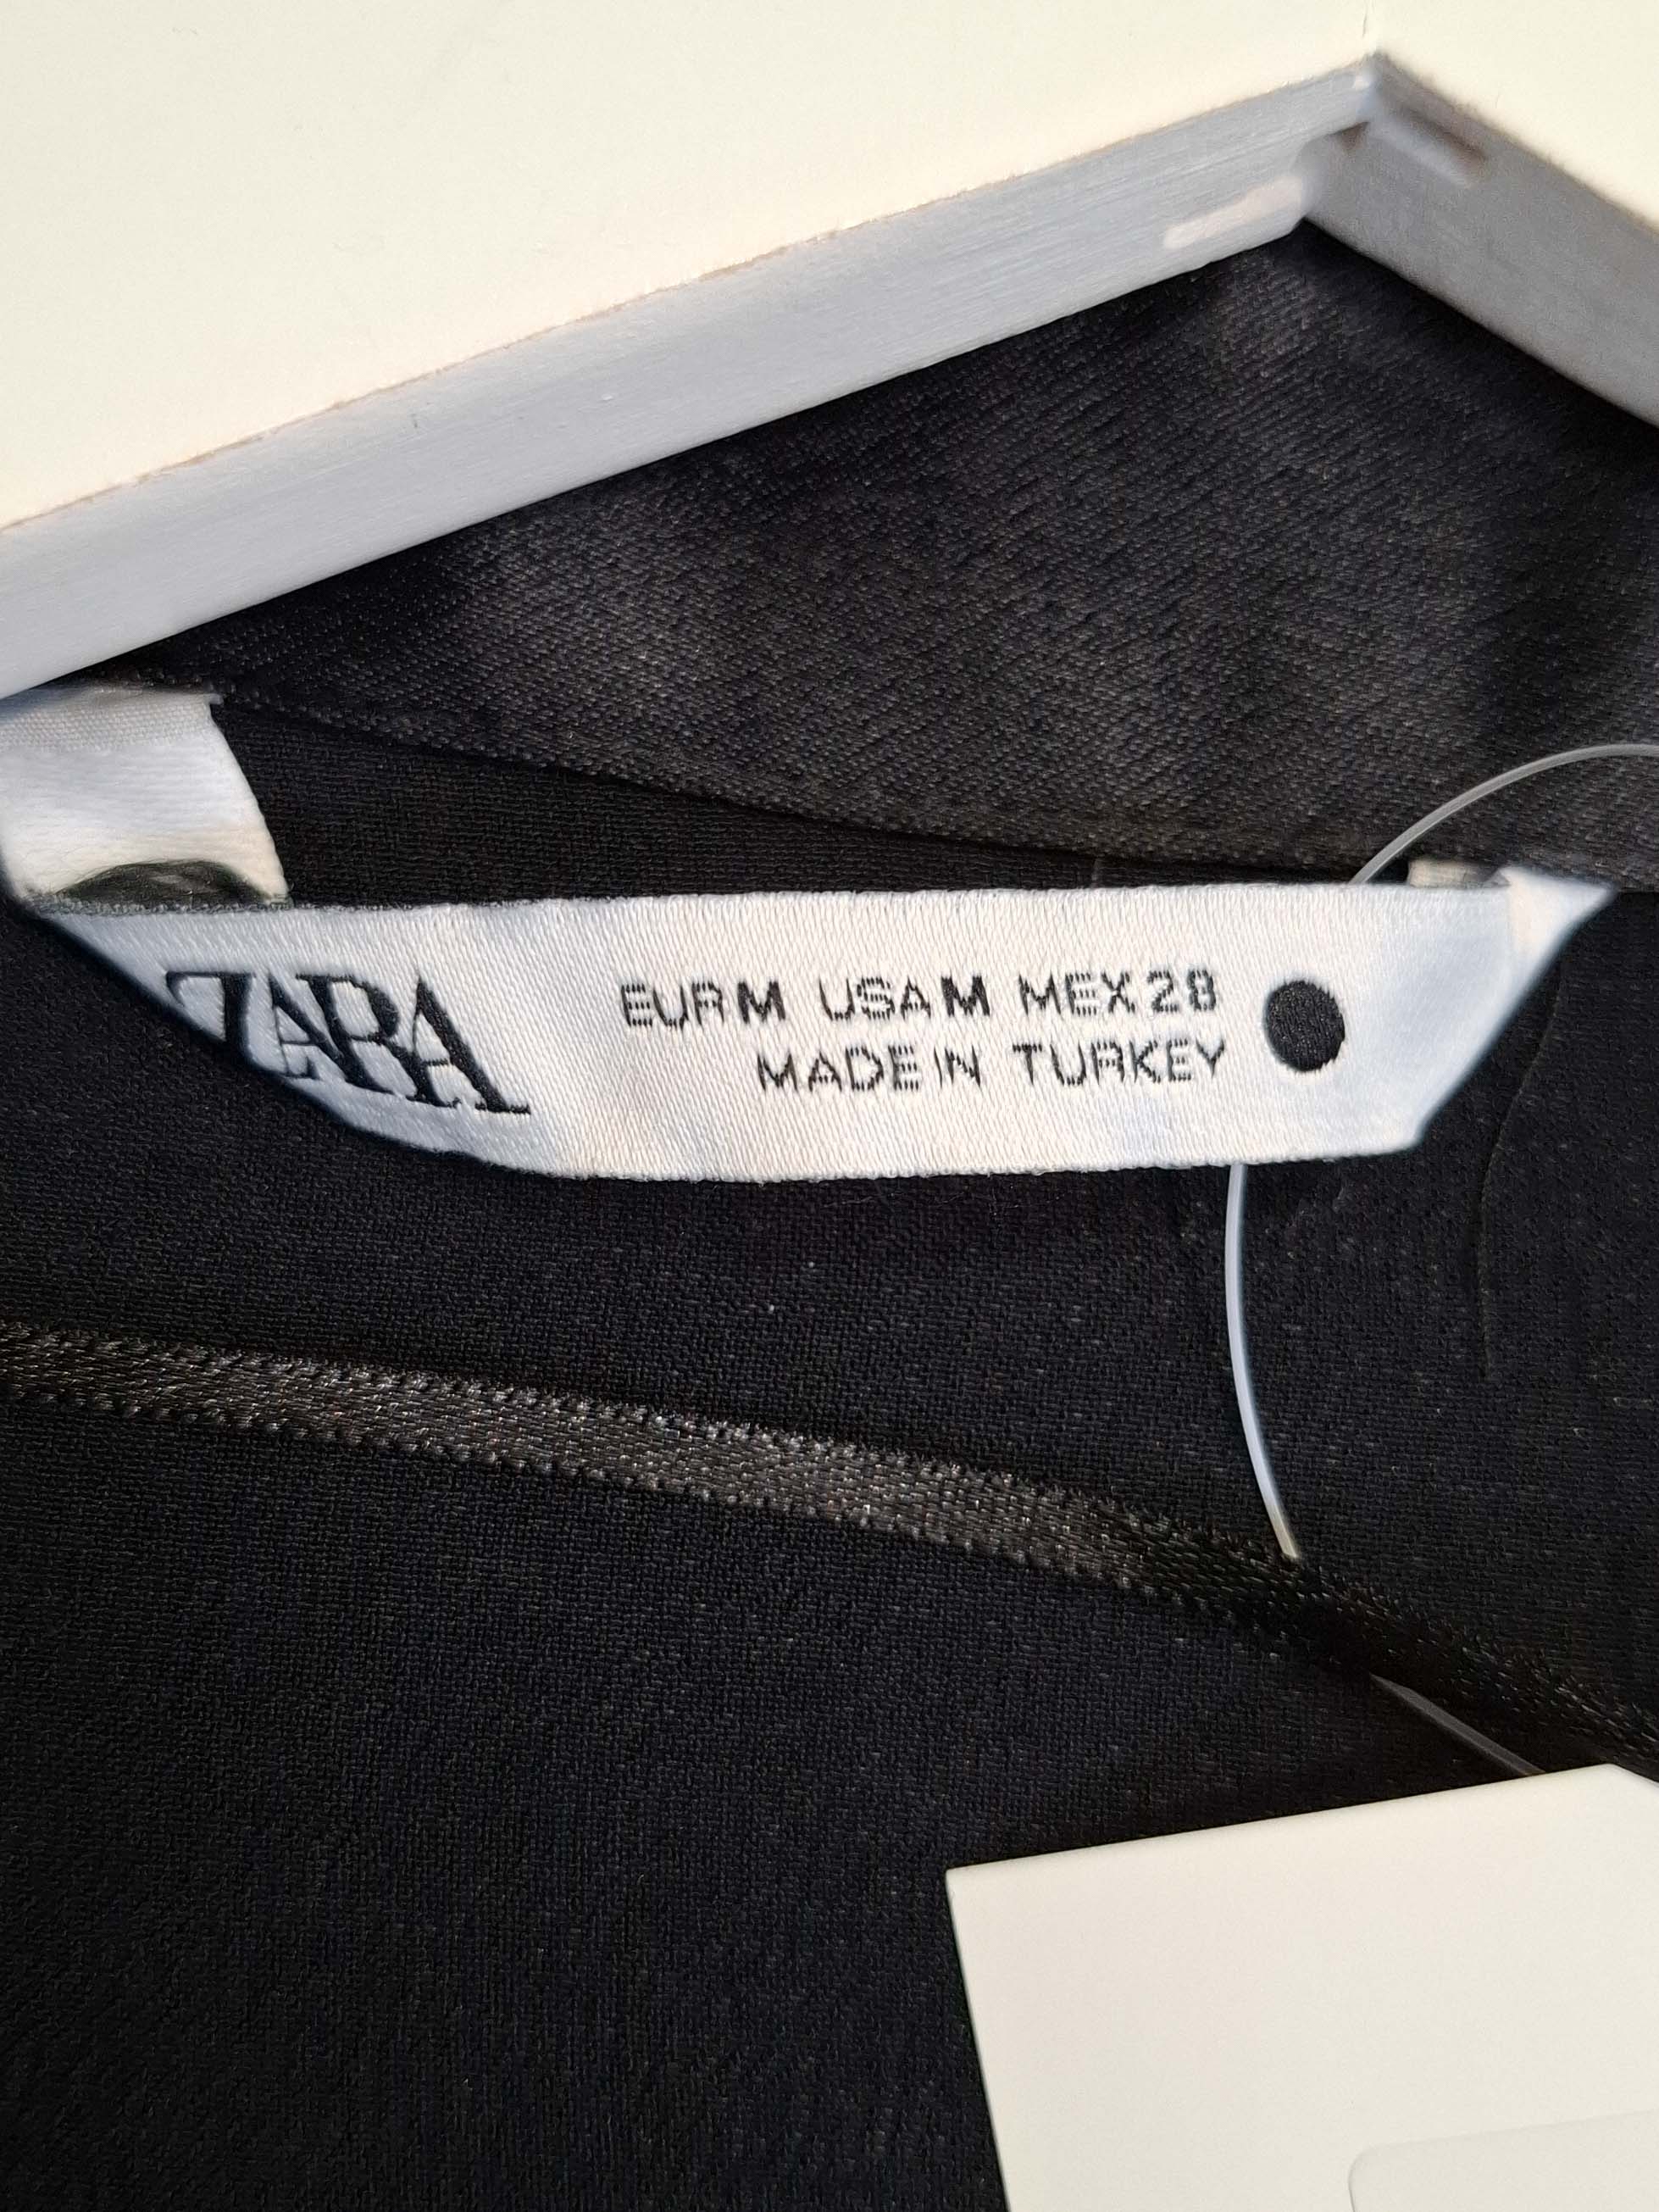 ZARA
EUR M USA M MEX 28
MADE IN TURKEY